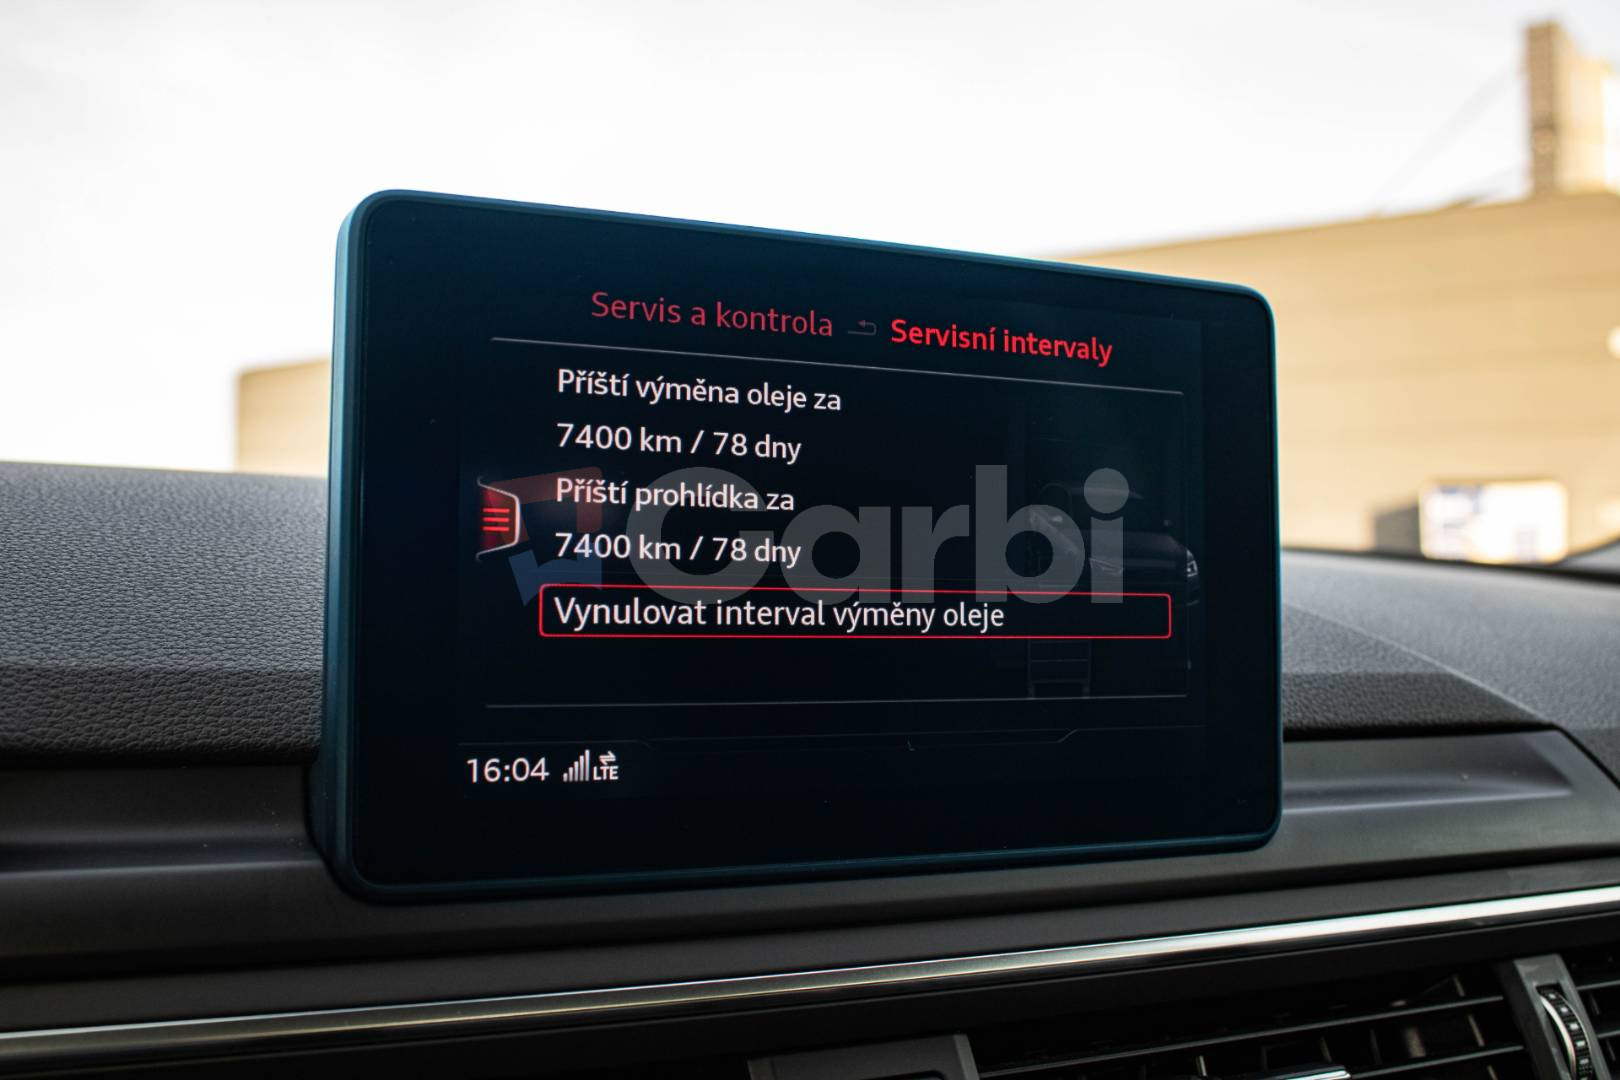 Servis a kontrola Servisní intervaly
Příští výměna oleje za
7400 km / 78 dny
Příští prohlídka za
7400 km / 78 dny
Garbi
Vynulovat interval výměny oleje
16:04 LTE